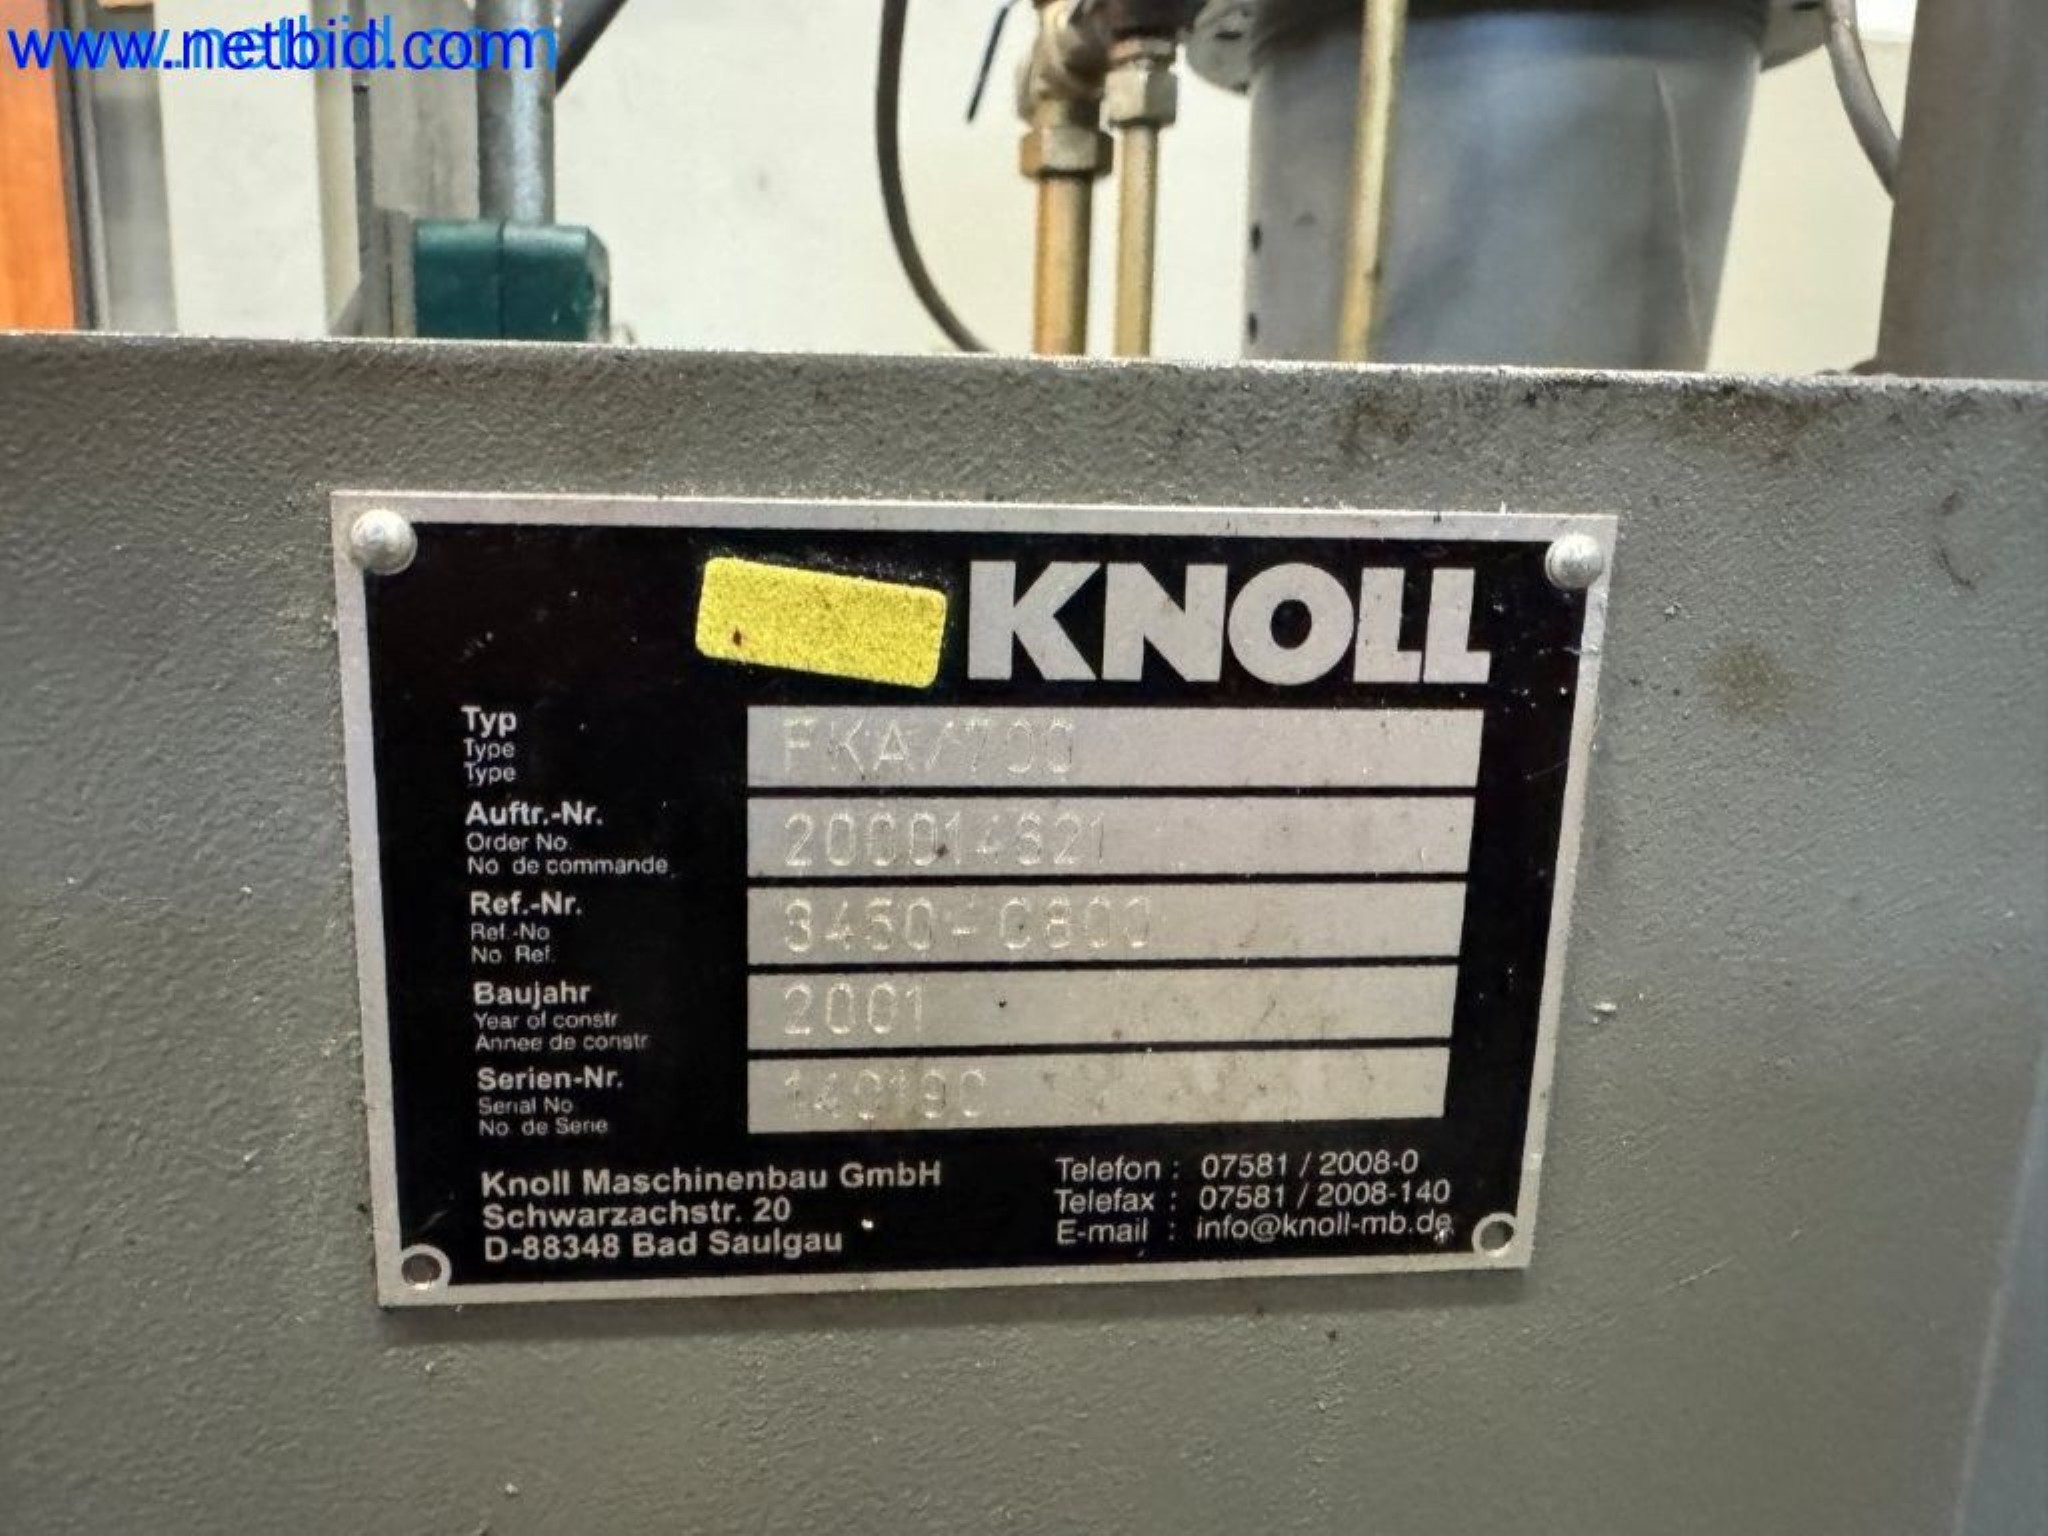 www.netbid.com
KNOLL
Typ
Type
Type
FKA/700
Auftr.-Nr.
Order No
No de commande
Ref.-Nr.
Ref.-No
No Ref.
Baujahr
Year of constr
Annee de constr
2001
Serien-Nr.
Serial No
No de Serie
Knoll Maschinenbau GmbH
Schwarzachstr. 20
D-88348 Bad Saulgau
Telefon : 07581 / 2008-0
Telefax : 07581 / 2008-140
E-mail : info@knoll-mb.de